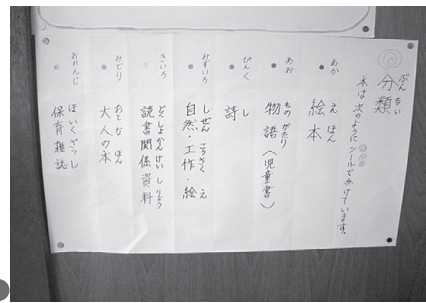 ぶんるい
分類
本は次のようにシールで分けています。
あか
えほん
絵本
あお
ものがたり
物語(児童書)
ぴんく
し
詩
みずいろ
しぜん こうさく え
自然・工作・絵
きいろ
どくしょかんけいしりょう
読書関係資料
みどり
おとな ほん
大人の本
おれんじ
ほいくざっし
保育雑誌